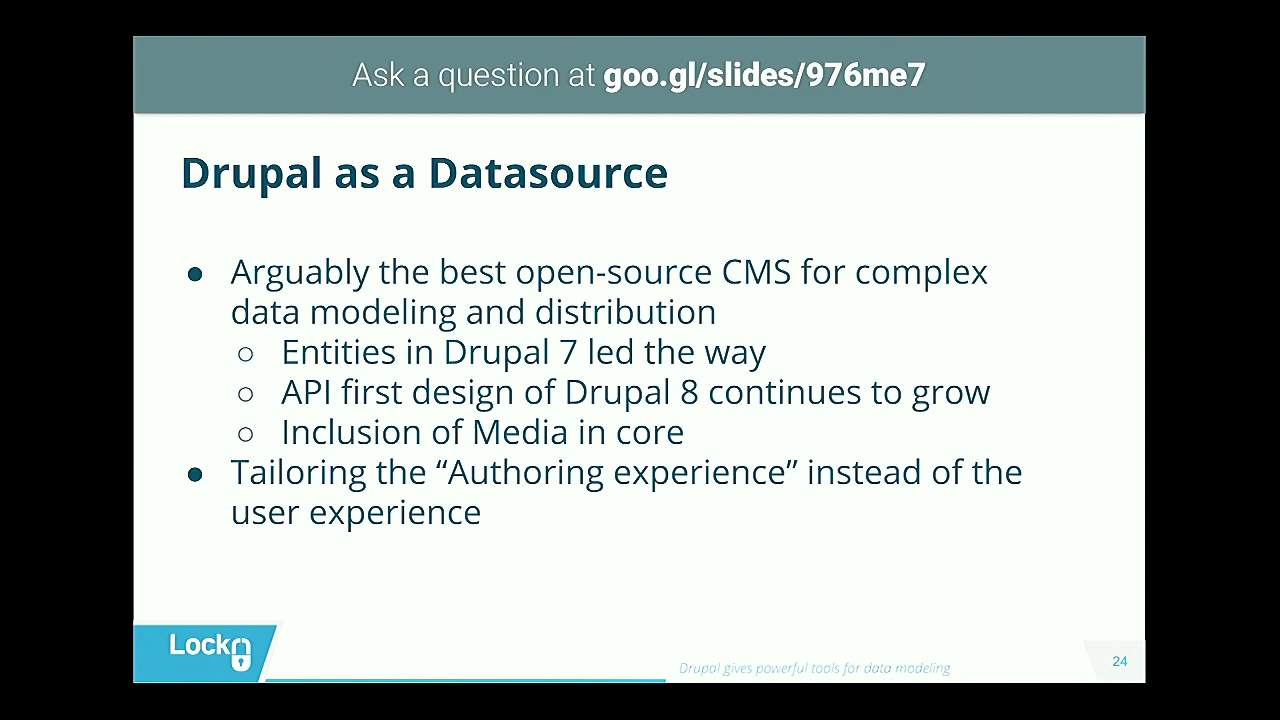 Ask a question at goo.gl/slides/976me7
Drupal as a Datasource
● Arguably the best open-source CMS for complex
data modeling and distribution
○ Entities in Drupal 7 led the way
○ API first design of Drupal 8 continues to grow
○ Inclusion of Media in core
● Tailoring the “Authoring experience” instead of the
user experience
Lockr
Drupal gives powerful tools for data modeling
24